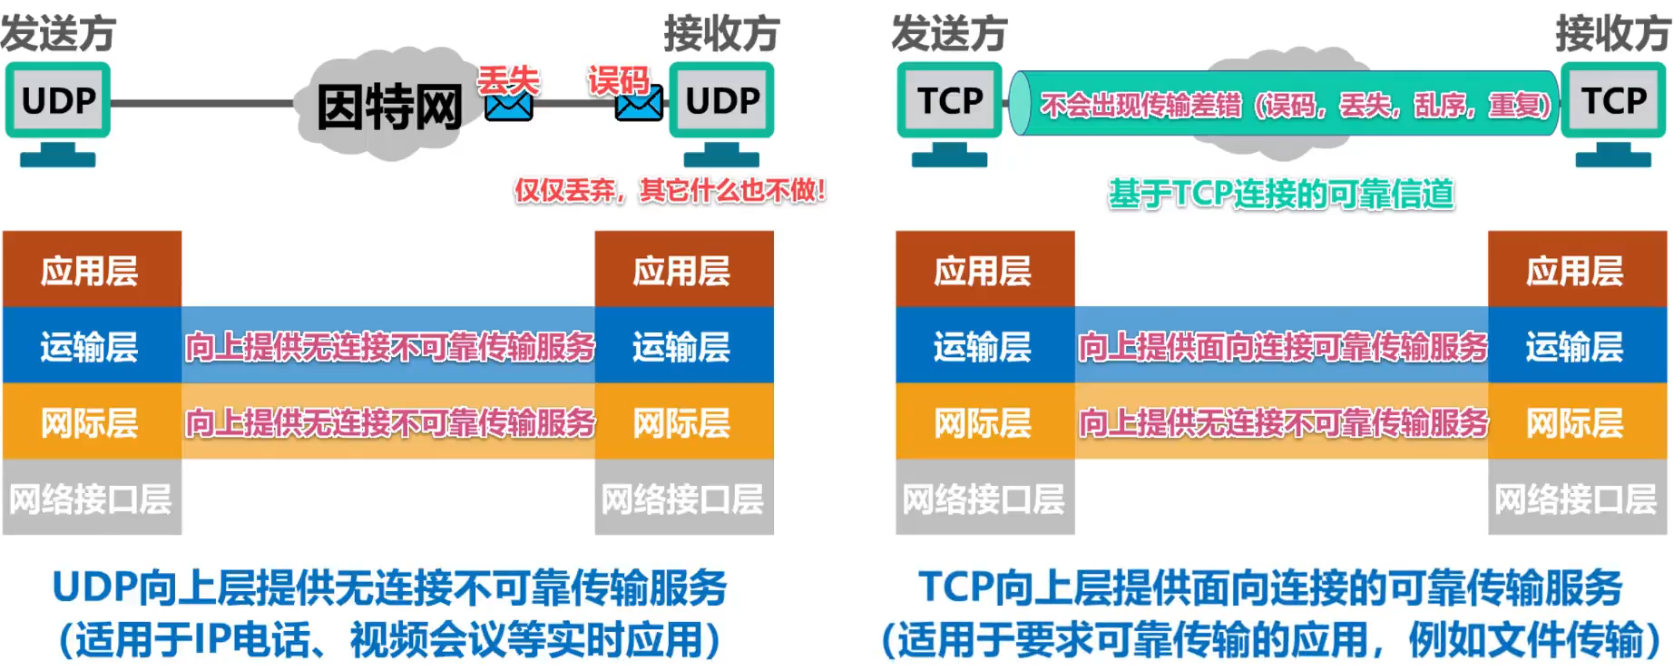 发送方
接收方
UDP
因特网
丢失
误码
UDP
仅仅丢弃，其它什么也不做！
应用层
应用层
运输层
向上提供无连接不可靠传输服务
运输层
网际层
向上提供无连接不可靠传输服务
网际层
网络接口层
网络接口层
UDP向上层提供无连接不可靠传输服务
（适用于IP电话、视频会议等实时应用）
发送方
接收方
TCP
不会出现传输差错（误码，丢失，乱序，重复）
TCP
基于TCP连接的可靠信道
应用层
应用层
运输层
向上提供面向连接可靠传输服务
运输层
网际层
向上提供无连接不可靠传输服务
网际层
网络接口层
网络接口层
TCP向上层提供面向连接的可靠传输服务
（适用于要求可靠传输的应用，例如文件传输）